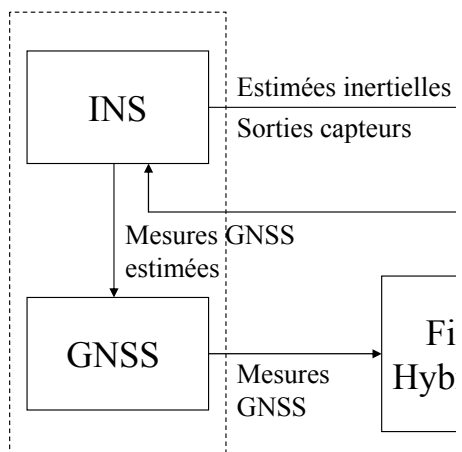 INS
Estimées inertielles
Sorties capteurs
Mesures GNSS
estimées
GNSS
Mesures
GNSS